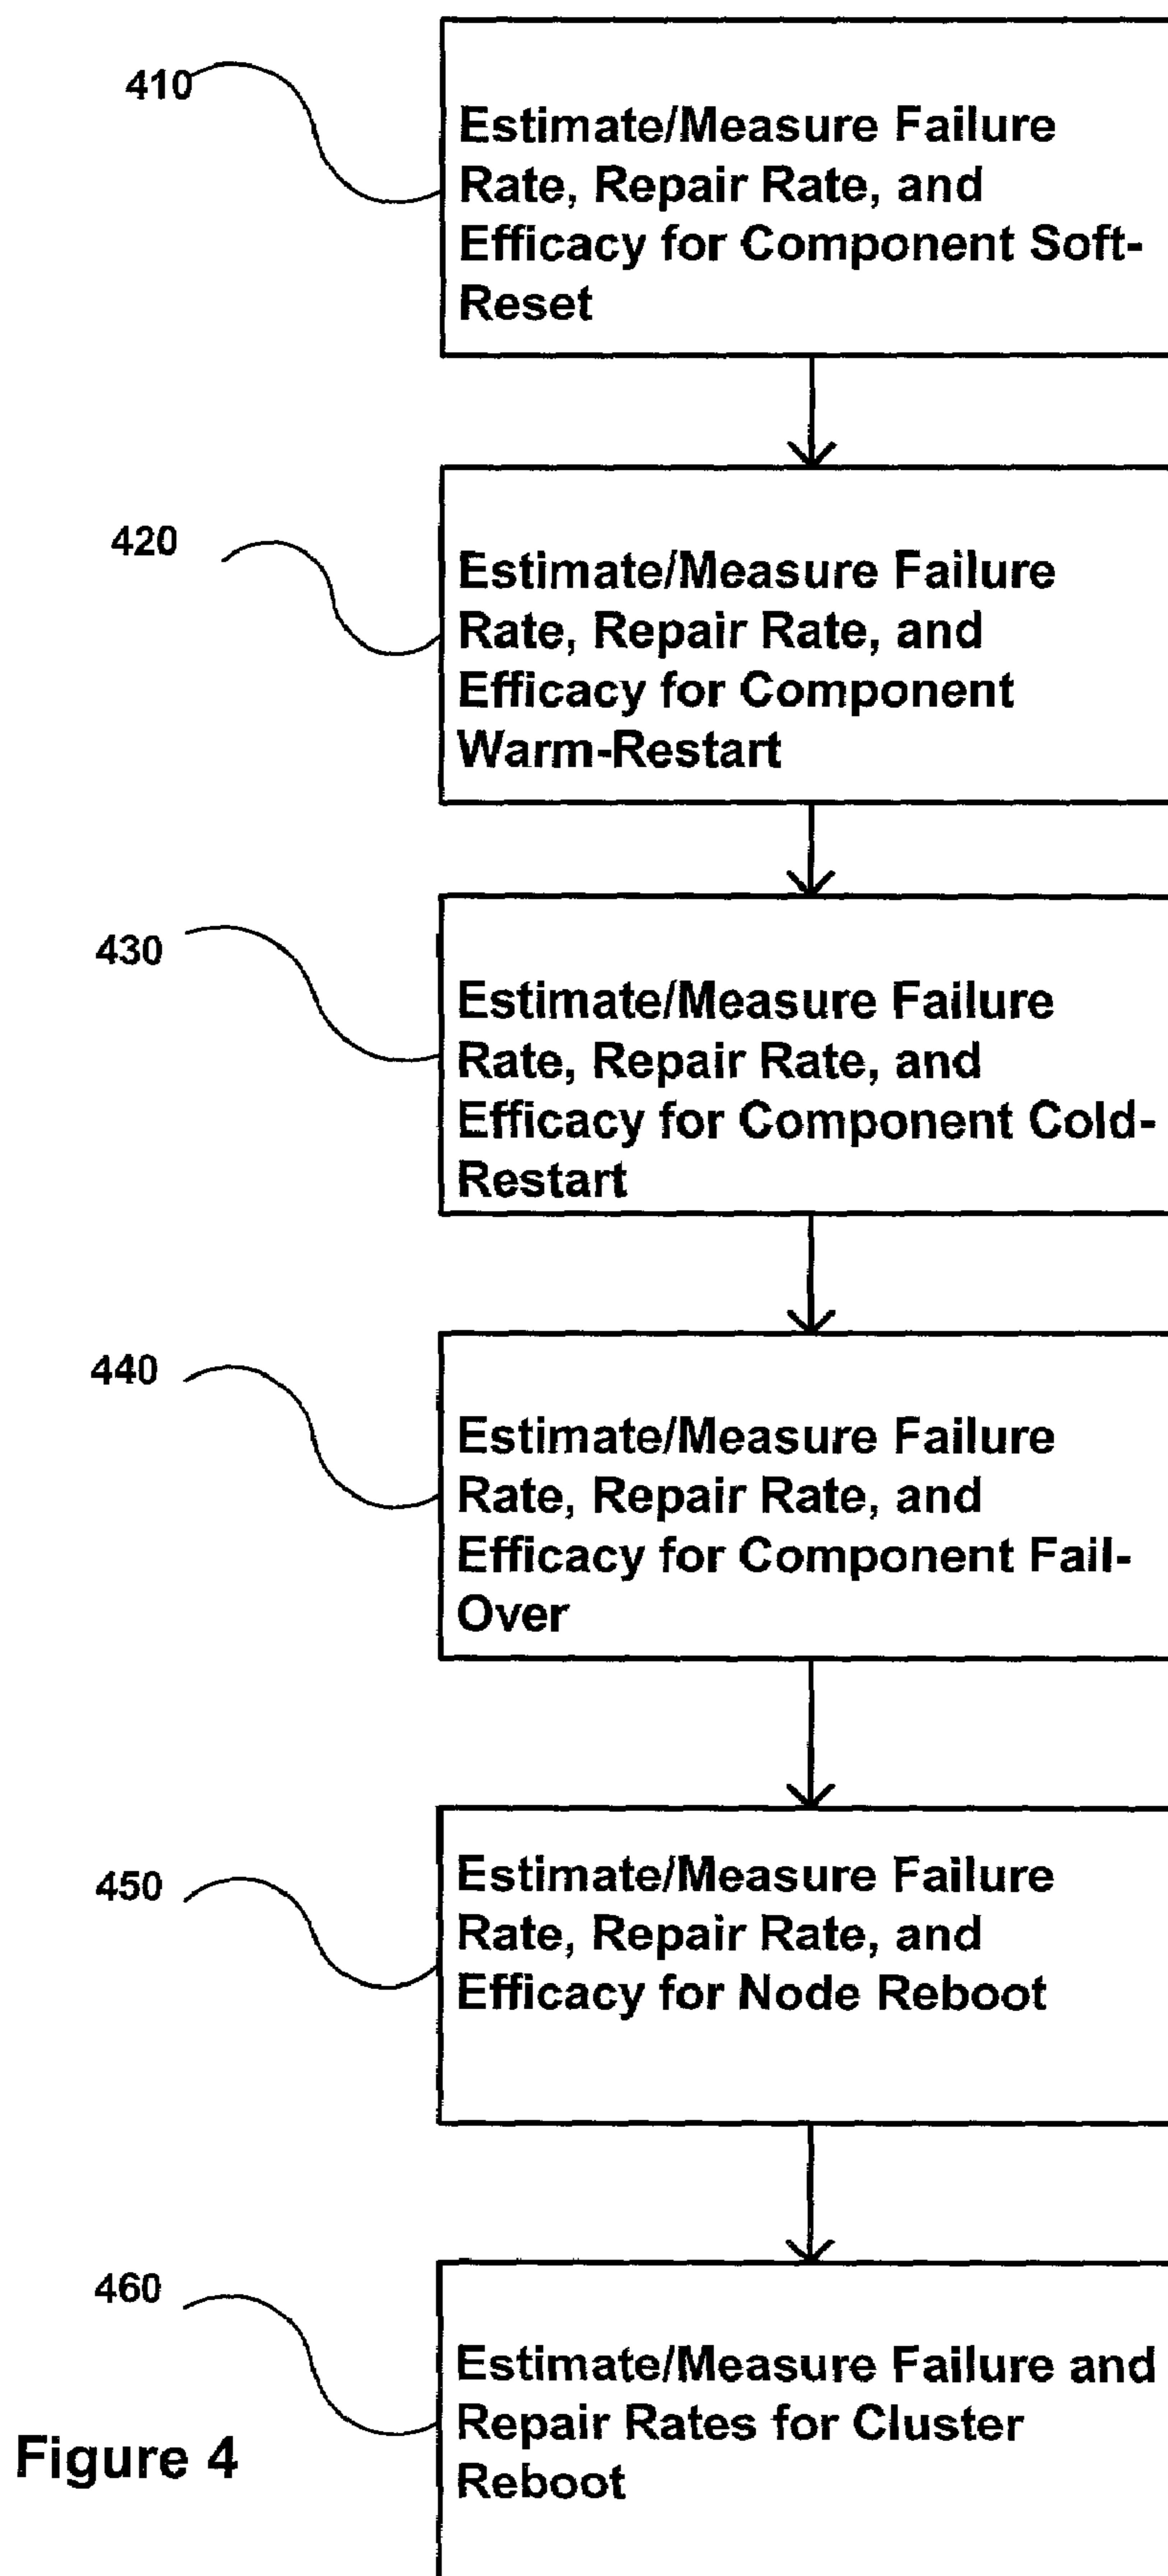 410
Estimate/Measure Failure
Rate, Repair Rate, and
Efficacy for Component Soft-
Reset
420
Estimate/Measure Failure
Rate, Repair Rate, and
Efficacy for Component
Warm-Restart
430
Estimate/Measure Failure
Rate, Repair Rate, and
Efficacy for Component Cold-
Restart
440
Estimate/Measure Failure
Rate, Repair Rate, and
Efficacy for Component Fail-
Over
450
Estimate/Measure Failure
Rate, Repair Rate, and
Efficacy for Node Reboot
460
Estimate/Measure Failure and
Repair Rates for Cluster
Reboot
Figure 4